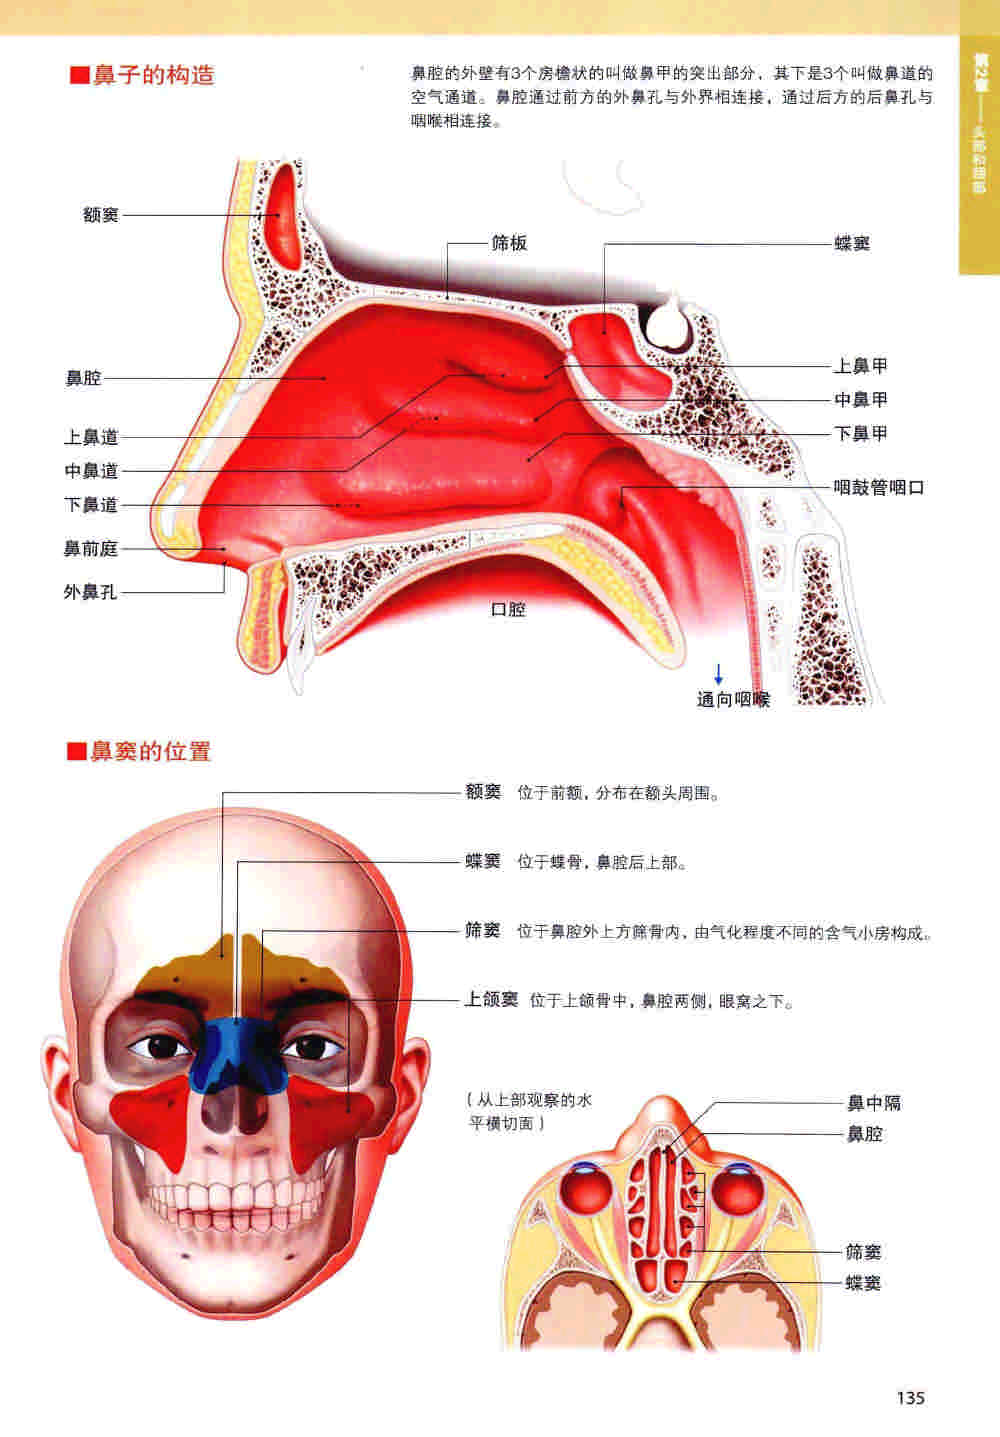 第2章——头部和颈部
■鼻子的构造
鼻腔的外壁有3个房檐状的叫做鼻甲的突出部分，其下是3个叫做鼻道的
空气通道。鼻腔通过前方的外鼻孔与外界相连接，通过后方的后鼻孔与
咽喉相连接。
额窦
筛板
蝶窦
鼻腔
上鼻甲
中鼻甲
上鼻道
下鼻甲
中鼻道
咽鼓管咽口
下鼻道
鼻前庭
外鼻孔
口腔
通向咽喉
■鼻窦的位置
额窦 位于前额，分布在额头周围。
蝶窦 位于蝶骨，鼻腔后上部。
筛窦 位于鼻腔外上方筛骨内，由气化程度不同的含气小房构成。
上颌窦 位于上颌骨中，鼻腔两侧，眼窝之下。
（从上部观察的水
平横切面）
鼻中隔
鼻腔
筛窦
蝶窦
135